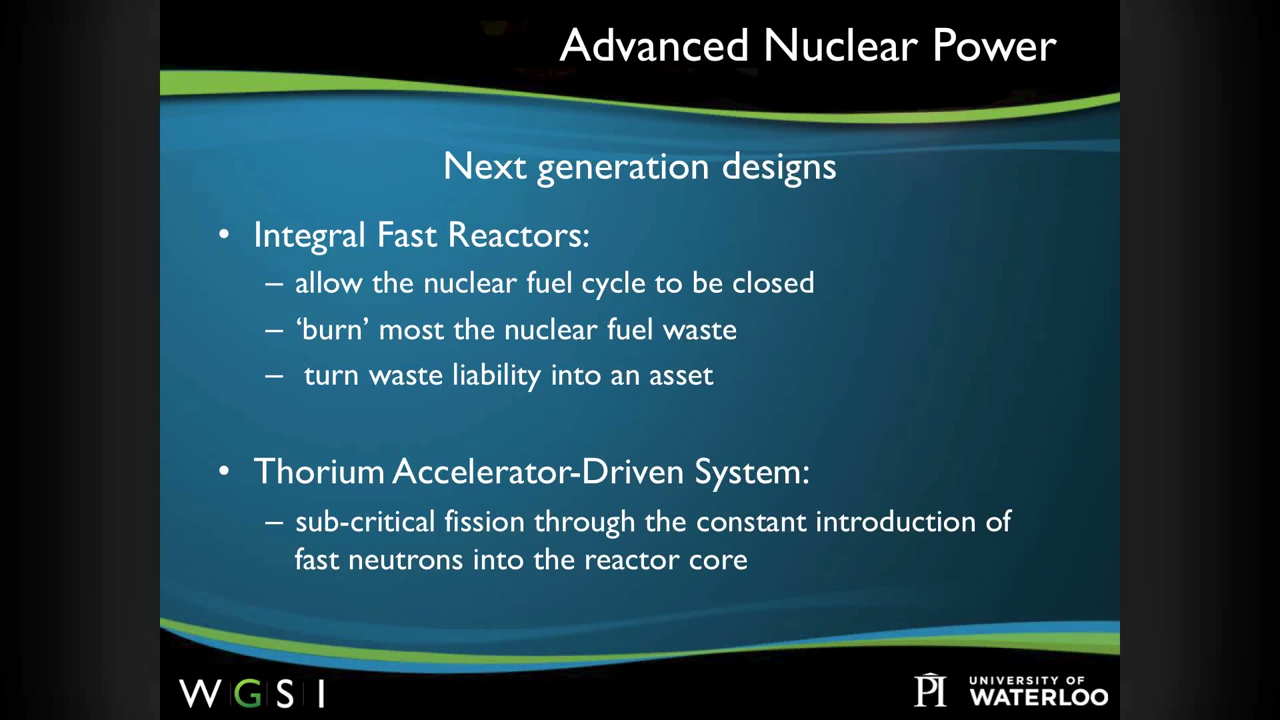 Advanced Nuclear Power
Next generation designs
• Integral Fast Reactors:
– allow the nuclear fuel cycle to be closed
– ‘burn’ most the nuclear fuel waste
– turn waste liability into an asset
• Thorium Accelerator-Driven System:
– sub-critical fission through the constant introduction of
fast neutrons into the reactor core
W G S I
PI UNIVERSITY OF
WATERLOO